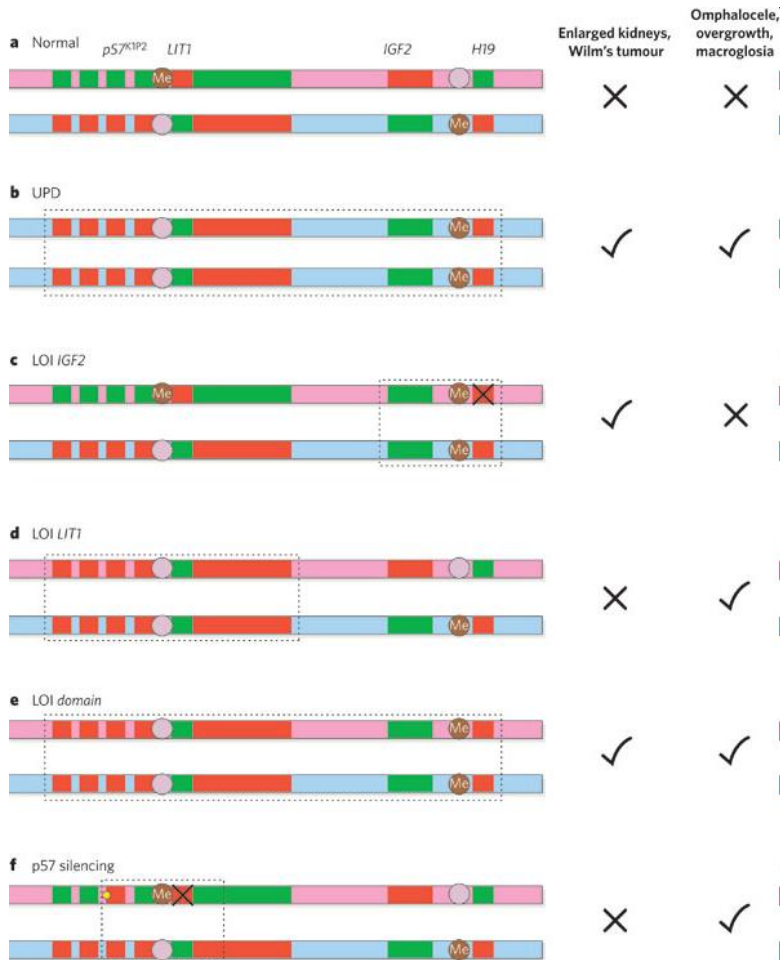 Enlarged kidneys,
Wilm's tumour
Omphalocele,
overgrowth,
macroglosia
a Normal
pS7K1P2 LIT1 IGF2 H19
Me
Me
b UPD
Me
Me
c LOI IGF2
Me Me
Me
d LOI LIT1
Me
e LOI domain
Me
Me
f p57 silencing
Me
Me